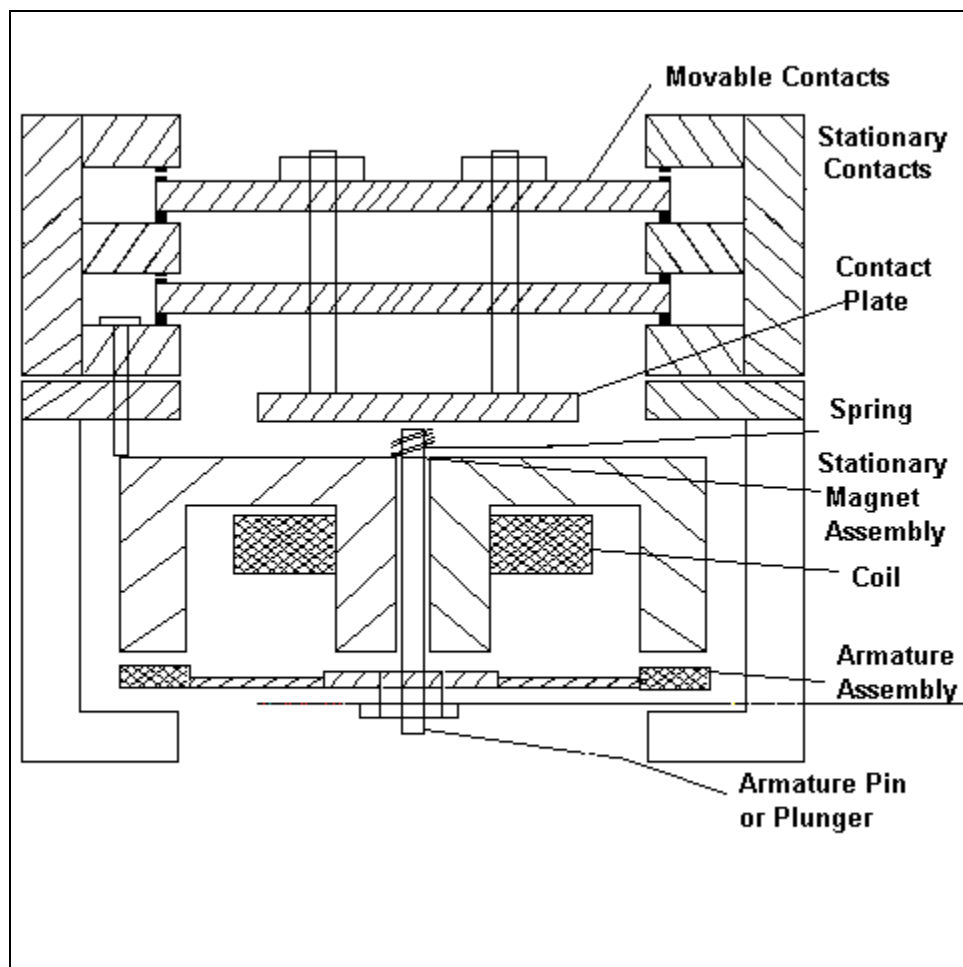 Movable Contacts
Stationary
Contacts
Contact
Plate
Spring
Stationary
Magnet
Assembly
Coil
Armature
Assembly
Armature Pin
or Plunger